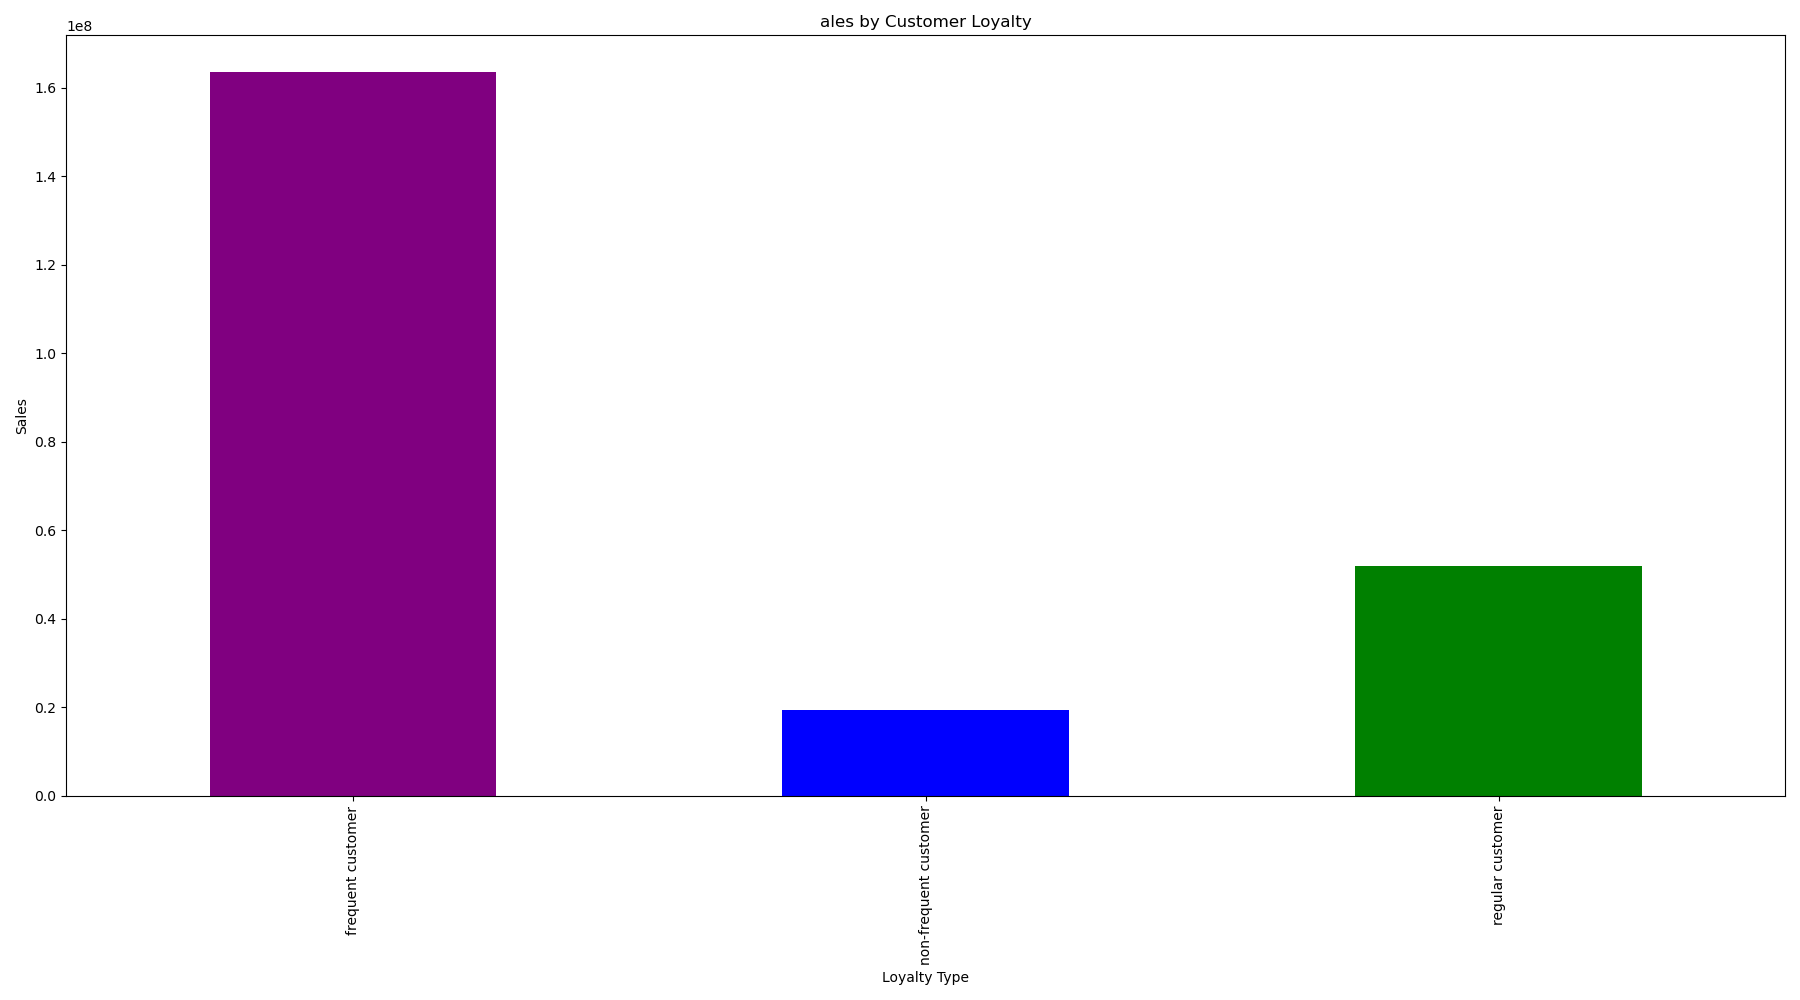 ales by Customer Loyalty
1e8
1.6
1.4
1.2
1.0
0.8
0.6
0.4
0.2
0.0
Sales
frequent customer
non-frequent customer
regular customer
Loyalty Type